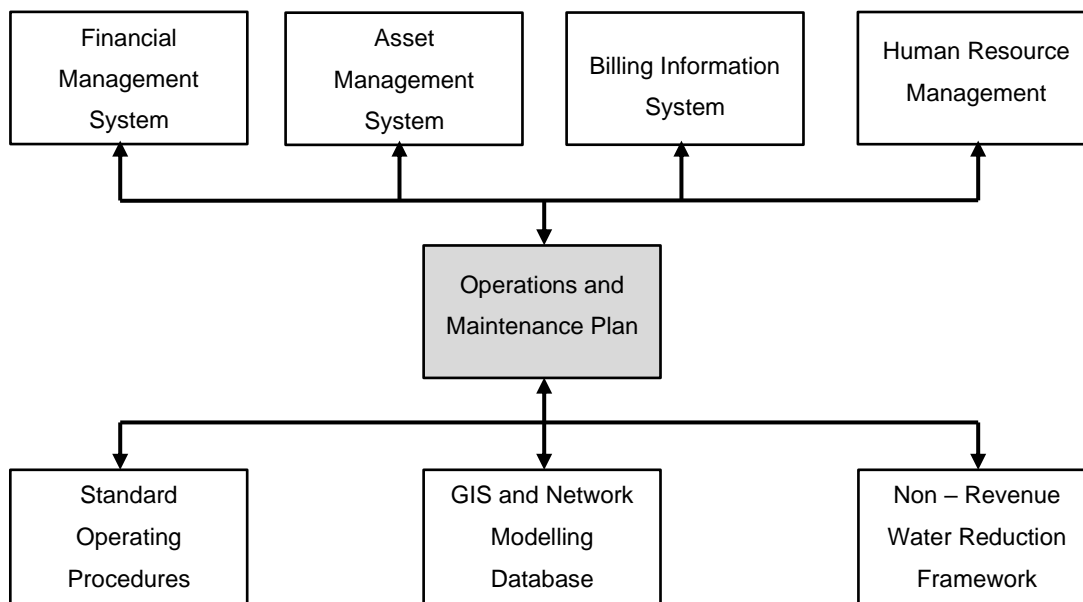 Financial
Management
System
Asset
Management
System
Billing Information
System
Human Resource
Management
Operations and
Maintenance Plan
Standard
Operating
Procedures
GIS and Network
Modelling
Database
Non – Revenue
Water Reduction
Framework